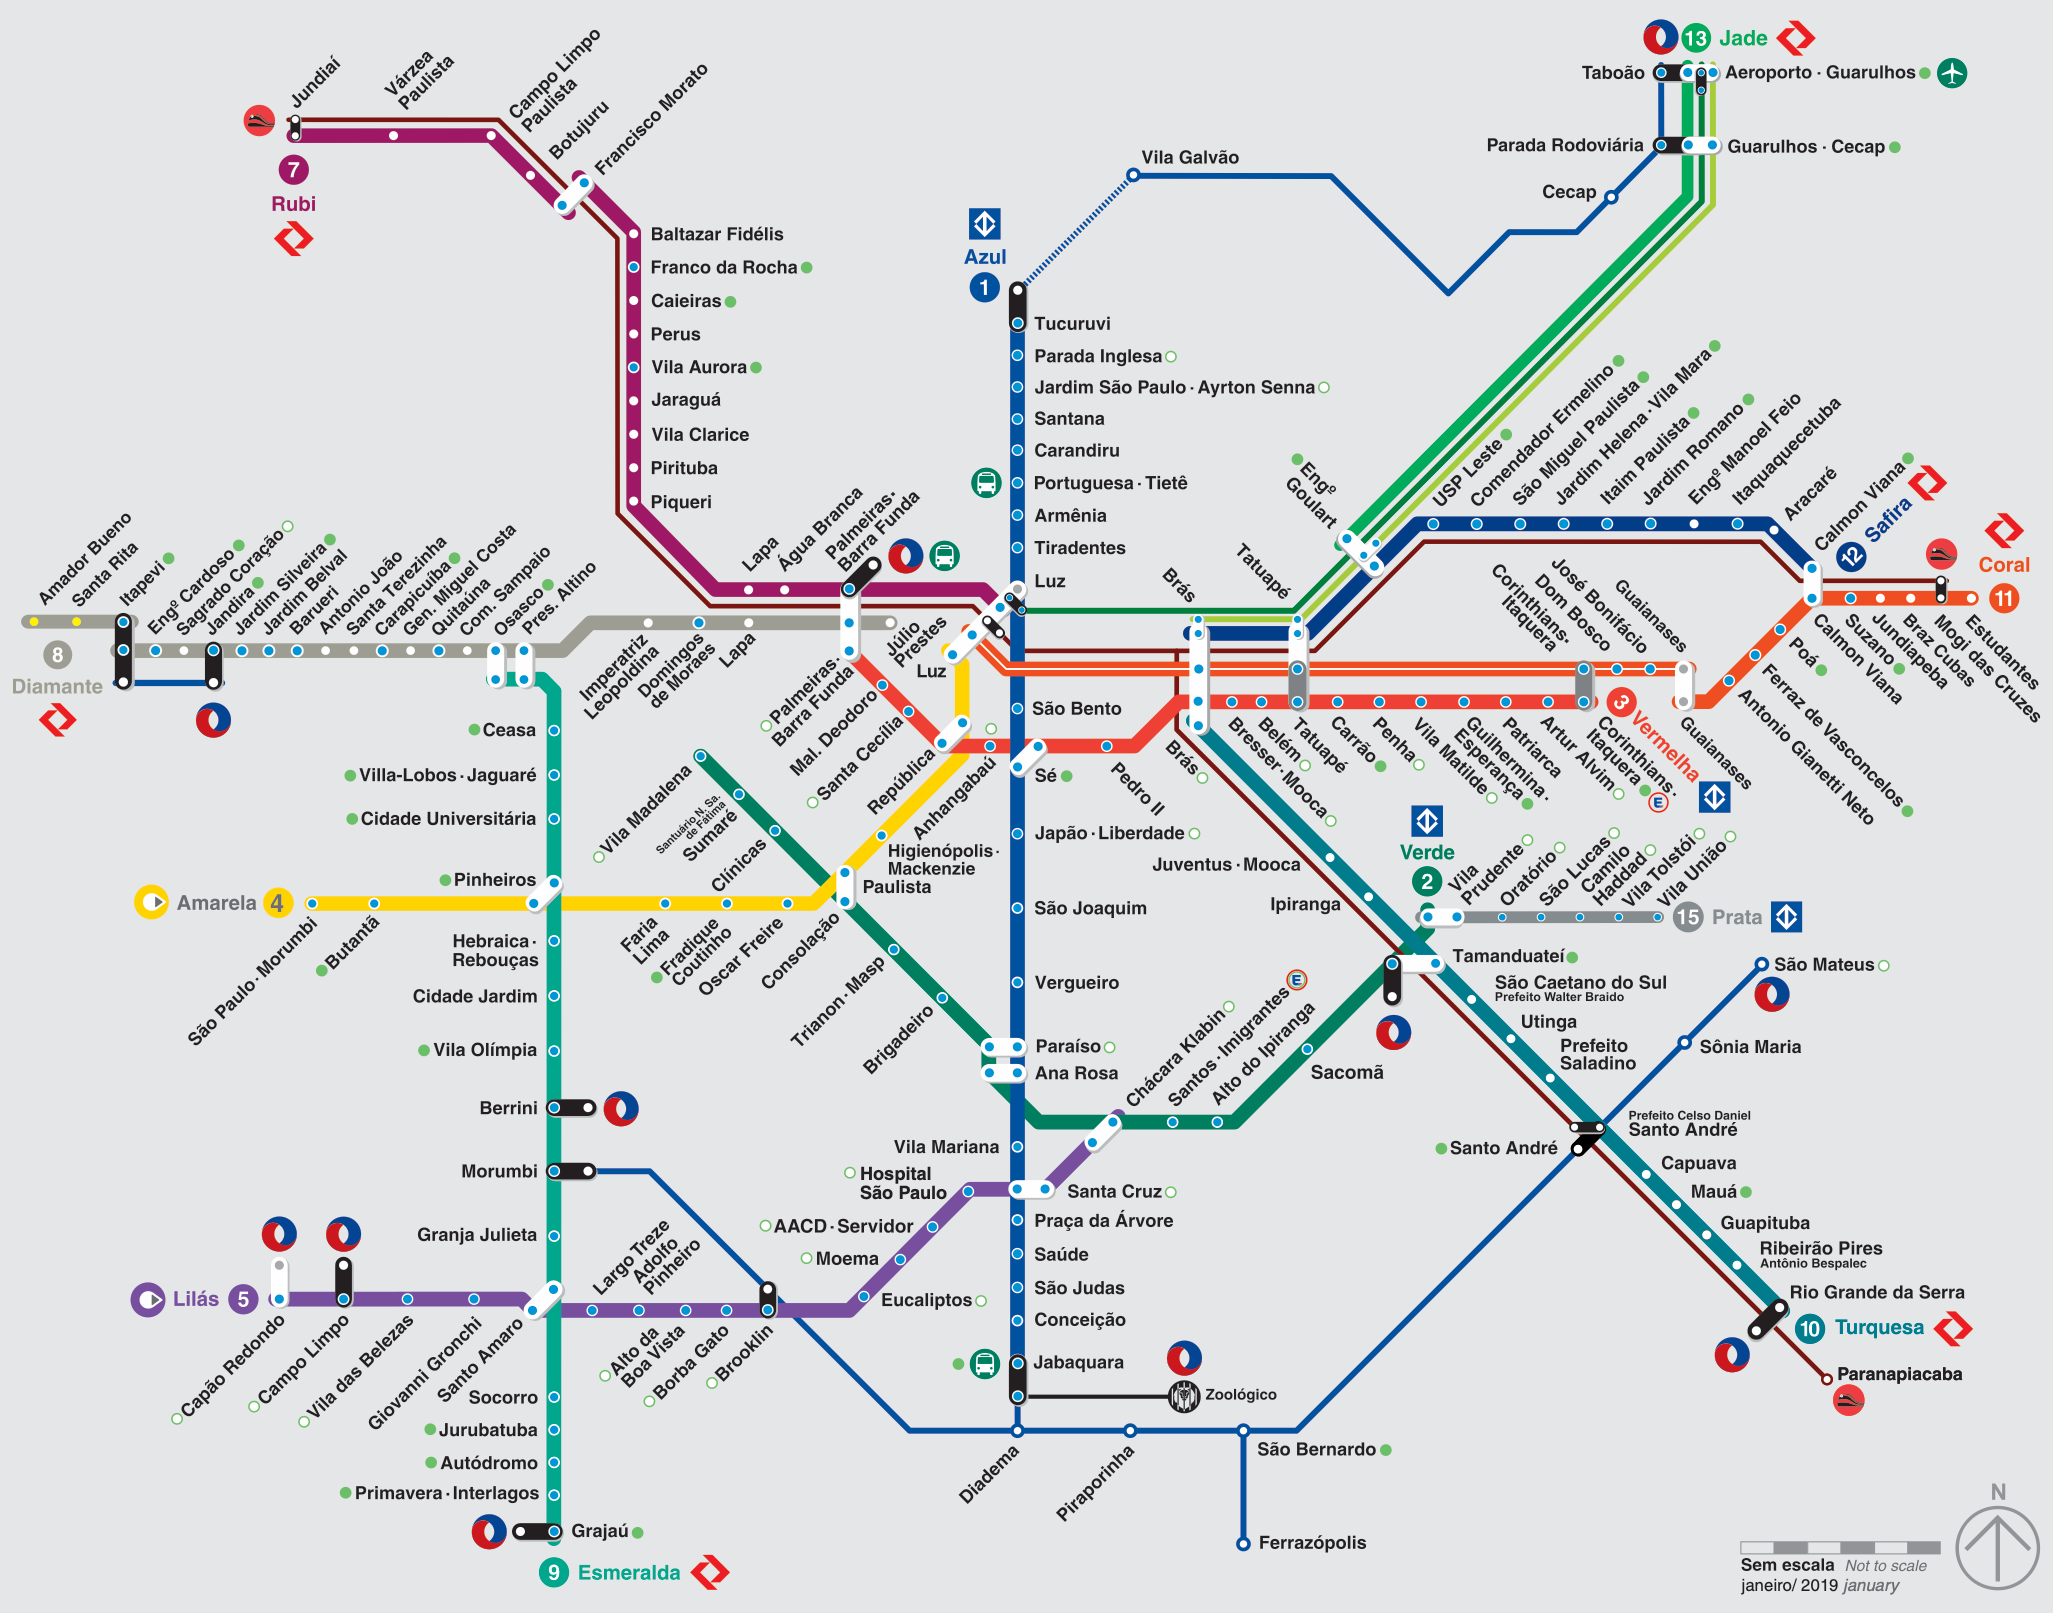 13 Jade
Taboão
Aeroporto · Guarulhos
Parada Rodoviária
Guarulhos · Cecap
Cecap
Vila Galvão
Jundiaí
Várzea
Paulista
Campo Limpo
Paulista
Botujuru
Francisco Morato
7
Rubi
Baltazar Fidélis
Franco da Rocha
Caieiras
Perus
Vila Aurora
Jaraguá
Vila Clarice
Pirituba
Piqueri
Lapa
Água Branca
Palmeiras·
Barra Funda
Azul
1
Tucuruvi
Parada Inglesa
Jardim São Paulo · Ayrton Senna
Santana
Carandiru
Portuguesa · Tietê
Armênia
Tiradentes
Luz
Brás
Tatuapé
Engº
Goulart
USP Leste
Comendador Ermelino
São Miguel Paulista
Jardim Helena · Vila Mara
Itaim Paulista
Jardim Romano
Engº Manoel Feio
Itaquaquecetuba
Aracaré
Calmon Viana
12 Safira
Coral
11
Corinthians·
Itaquera
Dom Bosco
José Bonifácio
Guaianases
Calmon Viana
Suzano
Jundiapeba
Braz Cubas
Mogi das Cruzes
Estudantes
Poá
Ferraz de Vasconcelos
Antonio Gianetti Neto
Guaianases
Amador Bueno
Santa Rita
Itapevi
Engº Cardoso
Sagrado Coração
Jandira
Jardim Silveira
Jardim Belval
Barueri
Antonio João
Santa Terezinha
Carapicuíba
Gen. Miguel Costa
Quitaúna
Com. Sampaio
Osasco
Pres. Altino
8
Diamante
Imperatriz
Leopoldina
Domingos
de Moraes
Lapa
Júlio
Prestes
Palmeiras·
Barra Funda
Mal. Deodoro
Santa Cecília
República
Anhangabaú
Luz
São Bento
Sé
Pedro II
Brás
Bresser · Mooca
Belém
Tatuapé
Carrão
Penha
Vila Matilde
Guilhermina·
Esperança
Patriarca
Artur Alvim
Corinthians·
Itaquera
E
3 Vermelha
Ceasa
Villa-Lobos · Jaguaré
Cidade Universitária
Pinheiros
Amarela 4
São Paulo · Morumbi
Butantã
Faria
Lima
Fradique
Coutinho
Oscar Freire
Consolação
Paulista
Higienópolis·
Mackenzie
Vila Madalena
Santuário N. Sa.
de Fátima
Sumaré
Clínicas
Trianon · Masp
Brigadeiro
Hebraica·
Rebouças
Cidade Jardim
Vila Olímpia
Berrini
Morumbi
Granja Julieta
Japão · Liberdade
São Joaquim
Vergueiro
Paraíso
Ana Rosa
Vila Mariana
Chácara Klabin
Santos · Imigrantes
E
Alto do Ipiranga
Sacomã
Juventus · Mooca
Ipiranga
Verde
2
Vila
Prudente
Oratório
São Lucas
Camilo
Haddad
Vila Tolstói
Vila União
15 Prata
Tamanduateí
São Caetano do Sul
Prefeito Walter Braido
Utinga
Prefeito
Saladino
São Mateus
Sônia Maria
Prefeito Celso Daniel
Santo André
Santo André
Capuava
Mauá
Guapituba
Ribeirão Pires
Antônio Bespalec
Rio Grande da Serra
10 Turquesa
Paranapiacaba
Lilás 5
Capão Redondo
Campo Limpo
Vila das Belezas
Giovanni Gronchi
Santo Amaro
Largo Treze
Adolfo
Pinheiro
Alto da
Boa Vista
Borba Gato
Brooklin
Eucaliptos
Moema
AACD · Servidor
Hospital
São Paulo
Santa Cruz
Praça da Árvore
Saúde
São Judas
Conceição
Jabaquara
Zoológico
Diadema
Piraporinha
São Bernardo
Ferrazópolis
Socorro
Jurubatuba
Autódromo
Primavera · Interlagos
Grajaú
9 Esmeralda
N
Sem escala Not to scale
janeiro/ 2019 january